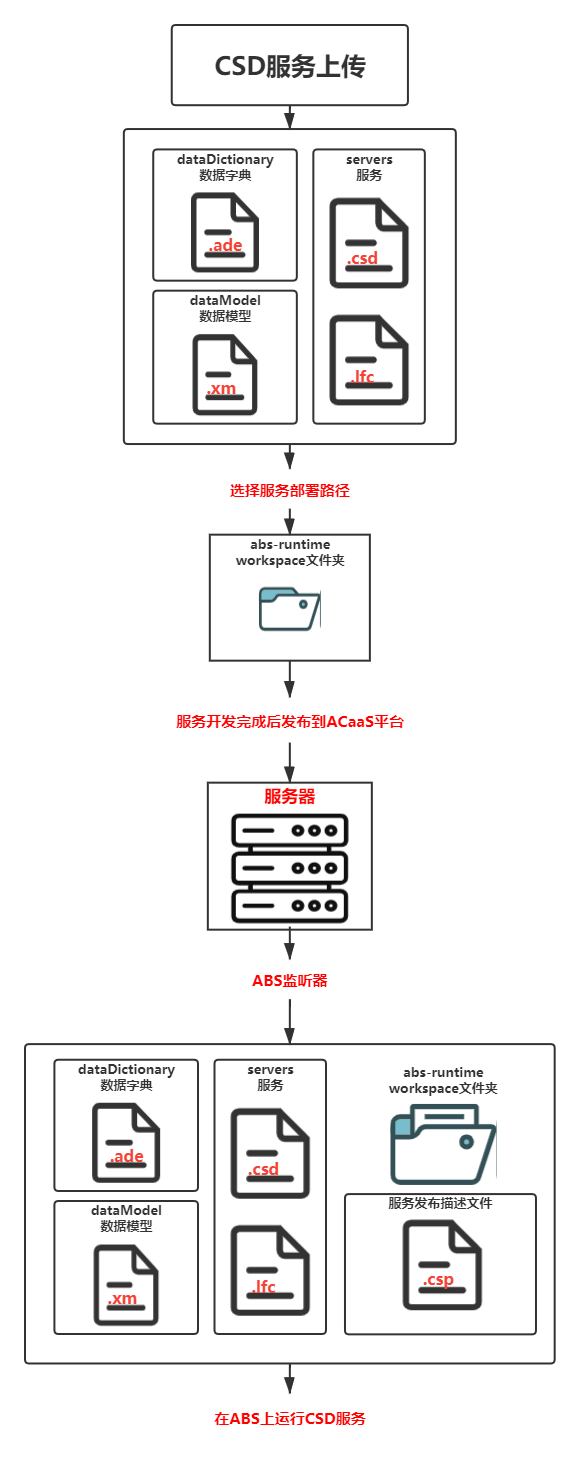 CSD服务上传
dataDictionary
数据字典
.ade
dataModel
数据模型
.xm
servers
服务
.csd
.lfc
选择服务部署路径
abs-runtime
workspace文件夹
服务开发完成后发布到ACaaS平台
服务器
ABS监听器
dataDictionary
数据字典
.ade
dataModel
数据模型
.xm
servers
服务
.csd
.lfc
abs-runtime
workspace文件夹
服务发布描述文件
.csp
在ABS上运行CSD服务